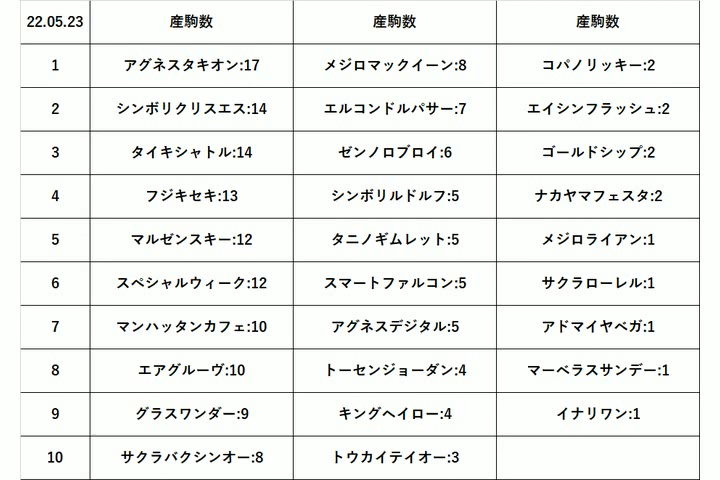 22.05.23 産駒数 産駒数 産駒数
1 アグネスタキオン:17 メジロマックイーン:8 コパノリッキー:2
2 シンボリクリスエス:14 エルコンドルパサー:7 エイシンフラッシュ:2
3 タイキシャトル:14 ゼンノロブロイ:6 ゴールドシップ:2
4 フジキセキ:13 シンボリルドルフ:5 ナカヤマフェスタ:2
5 マルゼンスキー:12 タニノギムレット:5 メジロライアン:1
6 スペシャルウィーク:12 スマートファルコン:5 サクラローレル:1
7 マンハッタンカフェ:10 アグネスデジタル:5 アドマイヤベガ:1
8 エアグルーヴ:10 トーセンジョーダン:4 マーベラスサンデー:1
9 グラスワンダー:9 キングヘイロー:4 イナリワン:1
10 サクラバクシンオー:8 トウカイテイオー:3